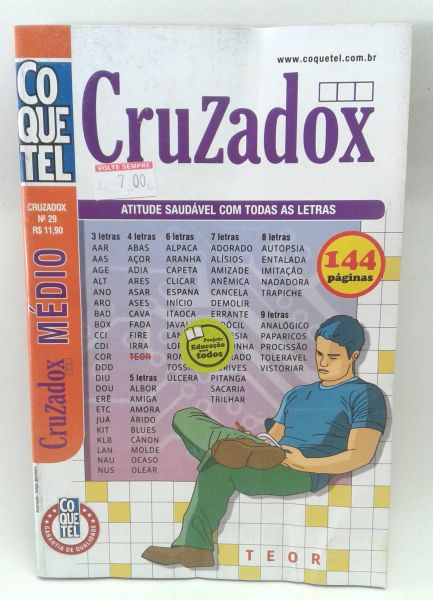 www.coquetel.com.br
CO
QUE
TEL
CruZadox
VOLTE SEMPRE
7,00
CRUZADOX
Nº 29
R$ 11,90
MÉDIO
CruZadox
ATITUDE SAUDÁVEL COM TODAS AS LETRAS
3 letras
AAR
AAS
AGE
ALT
ANO
ARO
BAD
BOX
CCI
CDI
COR
DDD
DIU
DOU
ERÊ
ETC
JUÁ
KIT
KLB
LAN
NAU
NUS
4 letras
ABAS
AÇOR
ADIA
ARES
ASAR
ASES
CAVA
FADA
FIRE
IRRA
TEOR
5 letras
ALBOR
AMIGA
AMORA
ÁRIDO
BLUES
CÂNON
MOLDE
OCASO
OLEAR
6 letras
ALPACA
ARANHA
CAPETA
CLICAR
ESPANA
INÍCIO
ITAOCA
ÚLCERA
7 letras
ADORADO
ALÍSIOS
AMIZADE
ANÊMICA
CANCELA
DEMOLIR
ERRANTE
PITANGA
SACARIA
TRILHAR
8 letras
AUTÓPSIA
ENTALADA
IMITAÇÃO
NADADORA
TRAPICHE
9 letras
ANALÓGICO
PAPARICOS
PROCISSÃO
TOLERÁVEL
VISTORIAR
144
páginas
Projeto
Educação
para
todos
CO
QUE
TEL
GARANTIA DE QUALIDADE
TEOR